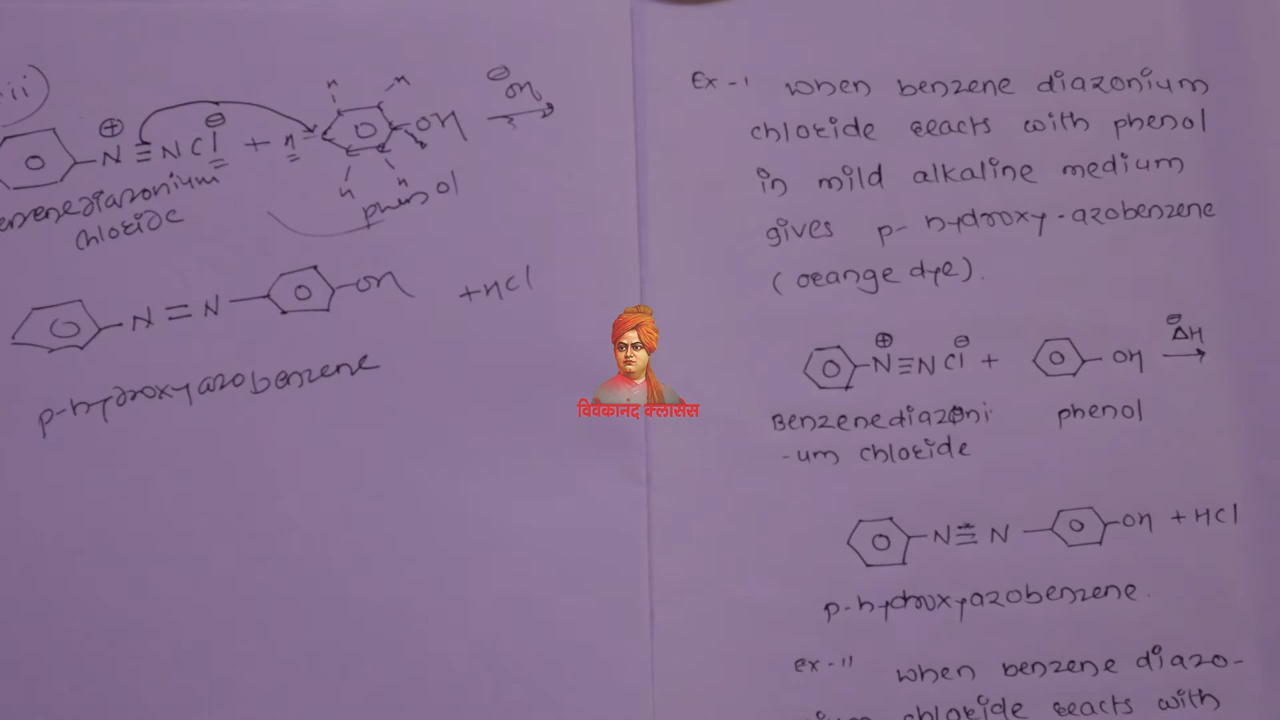 ii)
N⊕ ≡ N Cl⊖ + H OH ⊖OH →
benzenediazonium
chloride
phenol
N = N OH + HCl
p-hydroxyazobenzene
Ex-I When benzene diazonium
chloride reacts with phenol
in mild alkaline medium
gives p-hydroxy-azobenzene
(orange dye).
N⊕ ≡ N Cl⊖ + OH ⊖ΔH →
Benzenediazoni phenol
-um chloride
N ≡ N OH + HCl
p-hydroxyazobenzene.
Ex-II When benzene diazo-
chloride reacts with
विवेकानंद क्लासेस